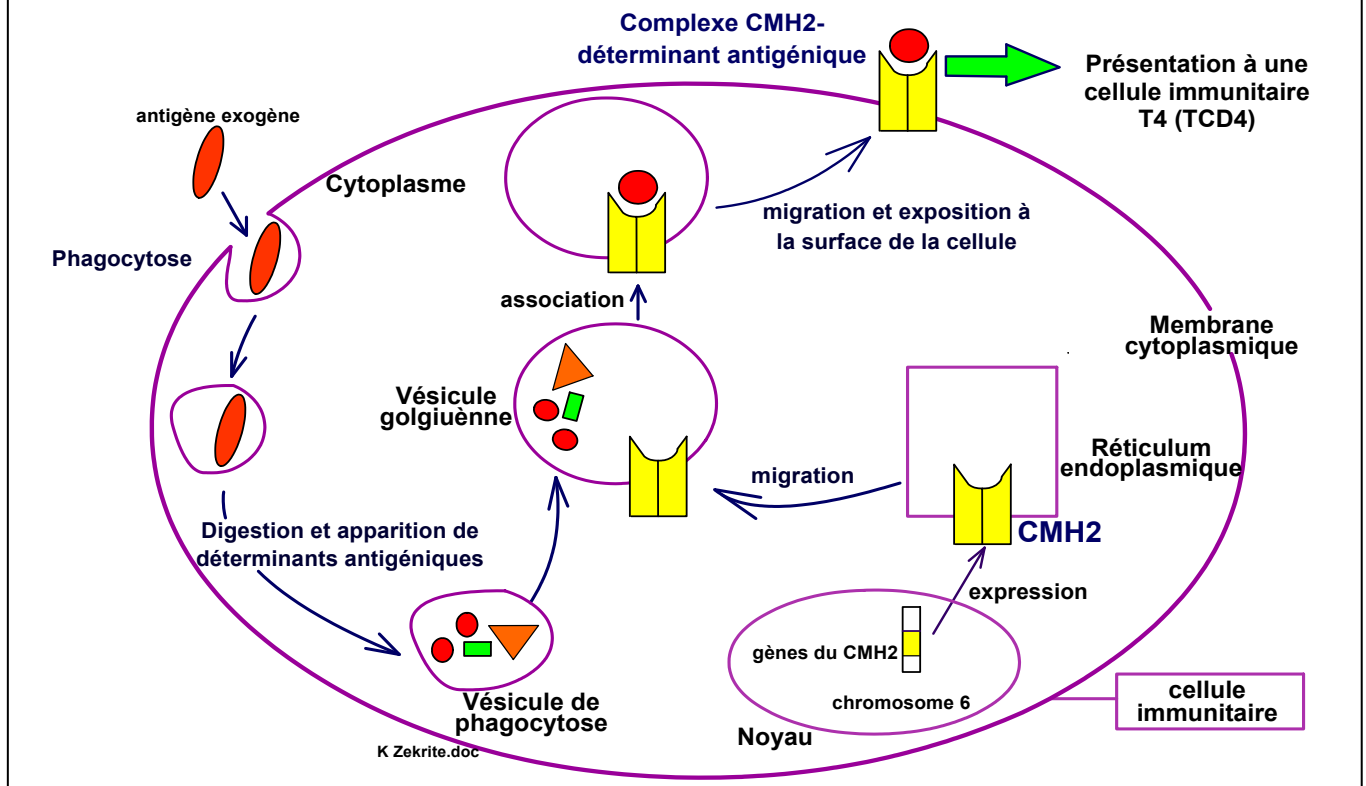 Complexe CMH2-
déterminant antigénique
Présentation à une
cellule immunitaire
T4 (TCD4)
antigène exogène
Cytoplasme
Phagocytose
migration et exposition à
la surface de la cellule
association
Membrane
cytoplasmique
Vésicule
golgiuènne
Réticulum
endoplasmique
migration
CMH2
Digestion et apparition de
déterminants antigéniques
expression
gènes du CMH2
chromosome 6
Vésicule de
phagocytose
Noyau
cellule
immunitaire
K Zekrite.doc